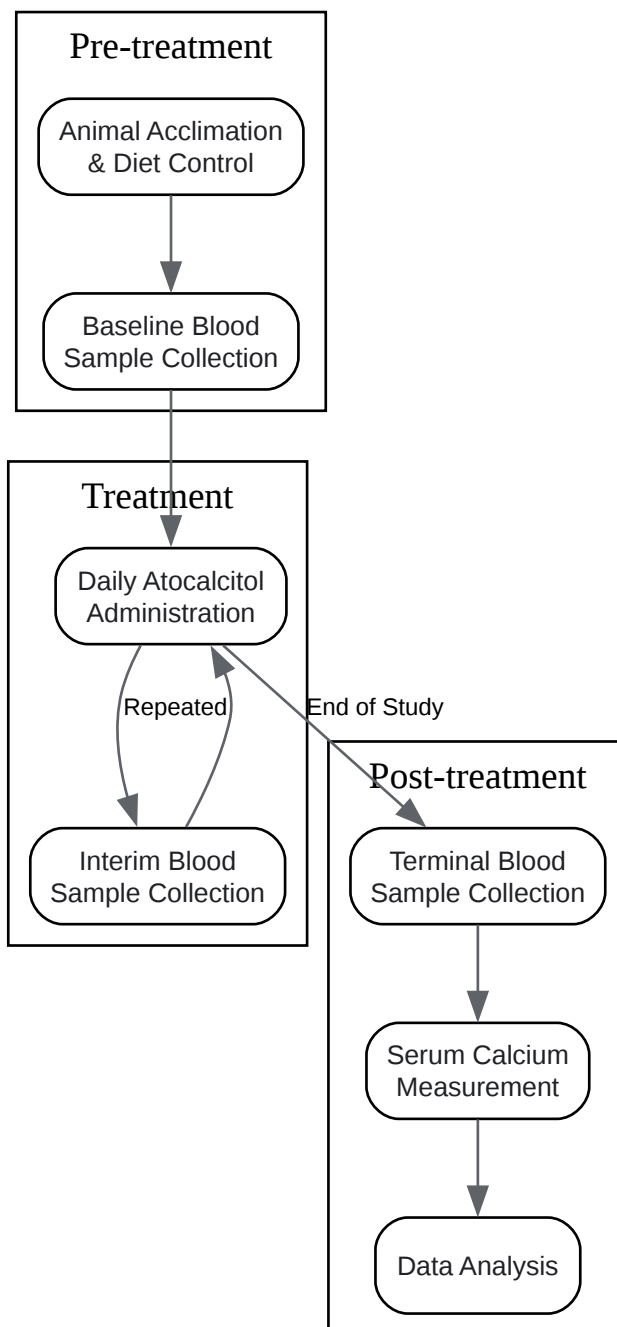 Pre-treatment
Animal Acclimation
& Diet Control
Baseline Blood
Sample Collection
Treatment
Daily Atocalcitol
Administration
Repeated
End of Study
Interim Blood
Sample Collection
Post-treatment
Terminal Blood
Sample Collection
Serum Calcium
Measurement
Data Analysis